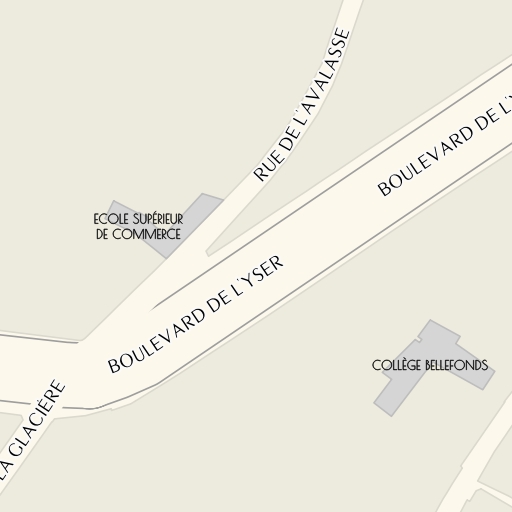 RUE DE L'AVALASSE
BOULEVARD DE L'Y
ECOLE SUPÉRIEUR
DE COMMERCE
BOULEVARD DE L'YSER
COLLÈGE BELLEFONDS
LA GLACIÈRE